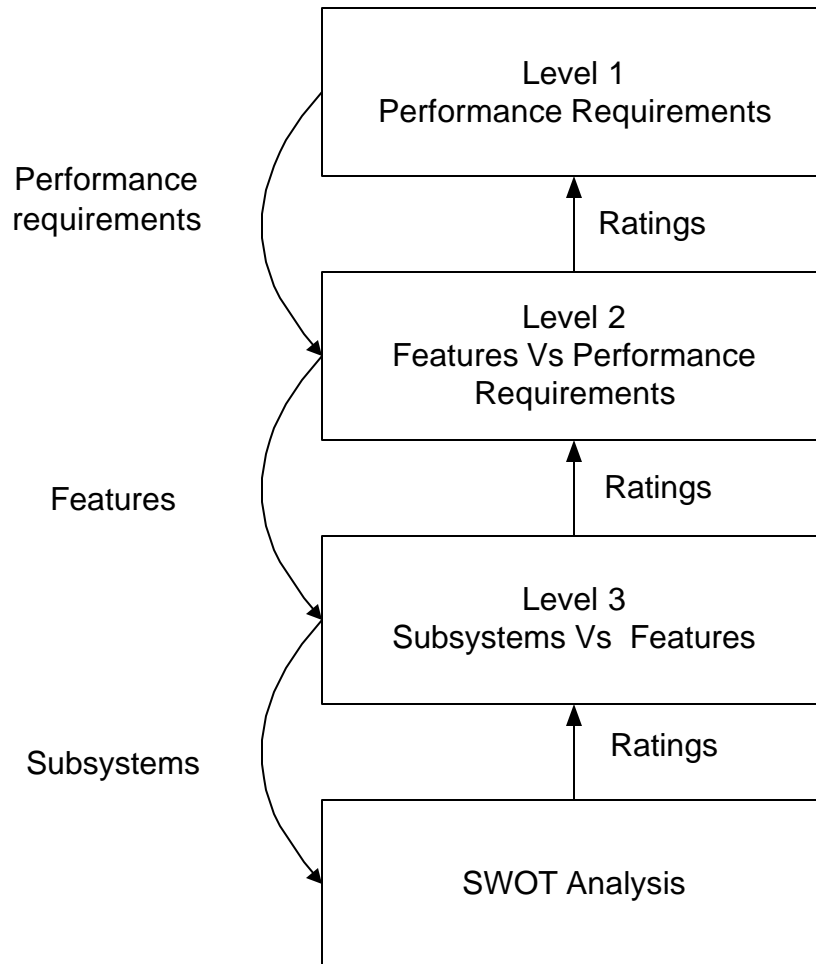 Level 1
Performance Requirements
Performance
requirements
Ratings
Level 2
Features Vs Performance
Requirements
Features
Ratings
Level 3
Subsystems Vs  Features
Subsystems
Ratings
SWOT Analysis